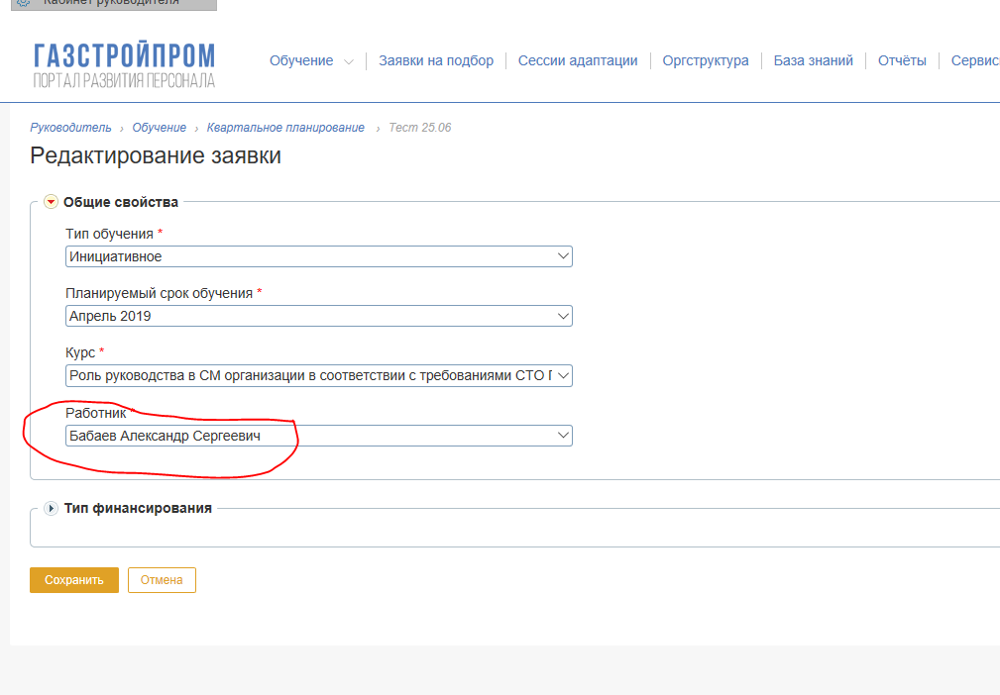 Кабинет руководителя
ГАЗСТРОЙПРОМ
ПОРТАЛ РАЗВИТИЯ ПЕРСОНАЛА
Обучение Заявки на подбор Сессии адаптации Оргструктура База знаний Отчёты Сервис
Руководитель › Обучение › Квартальное планирование › Тест 25.06
Редактирование заявки
Общие свойства
Тип обучения *
Инициативное
Планируемый срок обучения *
Апрель 2019
Курс *
Роль руководства в СМ организации в соответствии с требованиями СТО Г
Работник *
Бабаев Александр Сергеевич
Тип финансирования
Сохранить Отмена